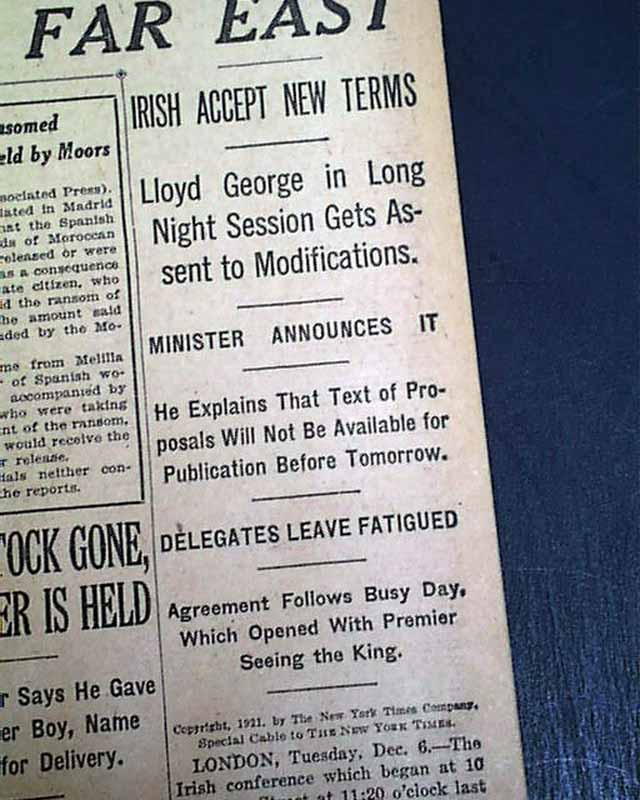 FAR EAST
IRISH ACCEPT NEW TERMS
Lloyd George in Long
Night Session Gets As-
sent to Modifications.
MINISTER ANNOUNCES IT
He Explains That Text of Pro-
posals Will Not Be Available for
Publication Before Tomorrow.
DELEGATES LEAVE FATIGUED
Agreement Follows Busy Day,
Which Opened With Premier
Seeing the King.
Copyright, 1921, by The New York Times Company.
Special Cable to THE NEW YORK TIMES.
LONDON, Tuesday, Dec. 6.—The
Irish conference which began at 10
at 11:20 o'clock last
by Moors
Press).
in Madrid
the Spanish
of Moroccan
released or were
as a consequence
citizen, who
the ransom of
the amount said
by the Mo-
from Melilla
of Spanish wo-
accompanied by
who were taking
of the ransom,
would receive the
release.
neither con-
the reports.
GONE,
IS HELD
Says He Gave
Boy, Name
for Delivery.